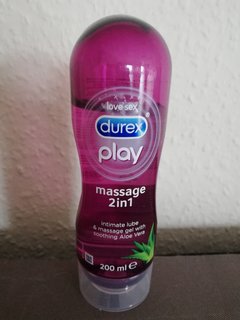 love sex
durex
play
massage
2in1
intimate lube
& massage gel with
soothing Aloe Vera
200 ml ℮